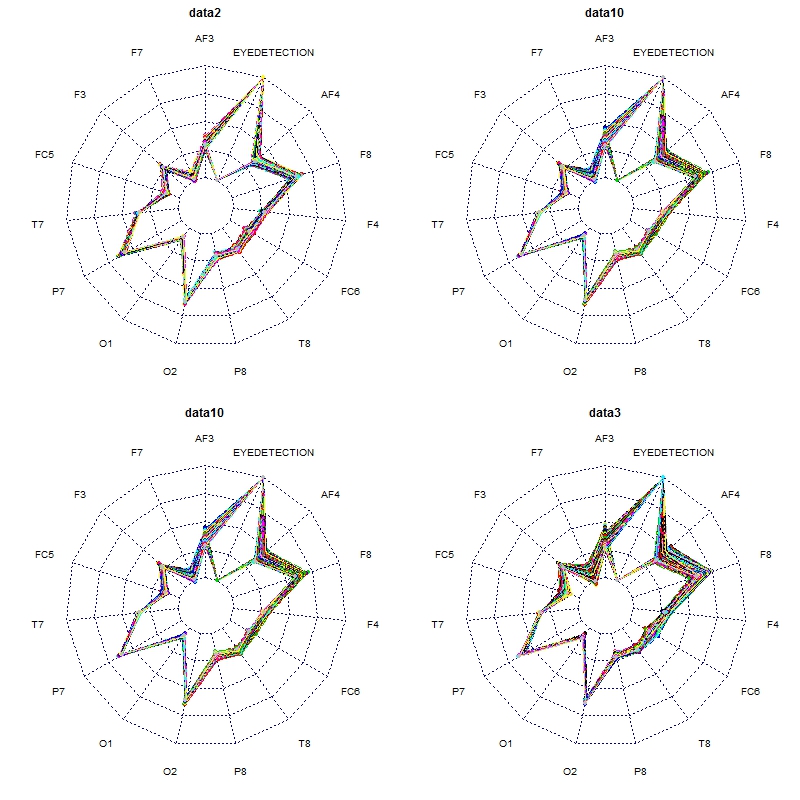 data2
AF3
F7
EYEDETECTION
F3
AF4
FC5
F8
T7
F4
P7
FC6
O1
T8
O2
P8
data10
AF3
F7
EYEDETECTION
F3
AF4
FC5
F8
T7
F4
P7
FC6
O1
T8
O2
P8
data10
AF3
F7
EYEDETECTION
F3
AF4
FC5
F8
T7
F4
P7
FC6
O1
T8
O2
P8
data3
AF3
F7
EYEDETECTION
F3
AF4
FC5
F8
T7
F4
P7
FC6
O1
T8
O2
P8